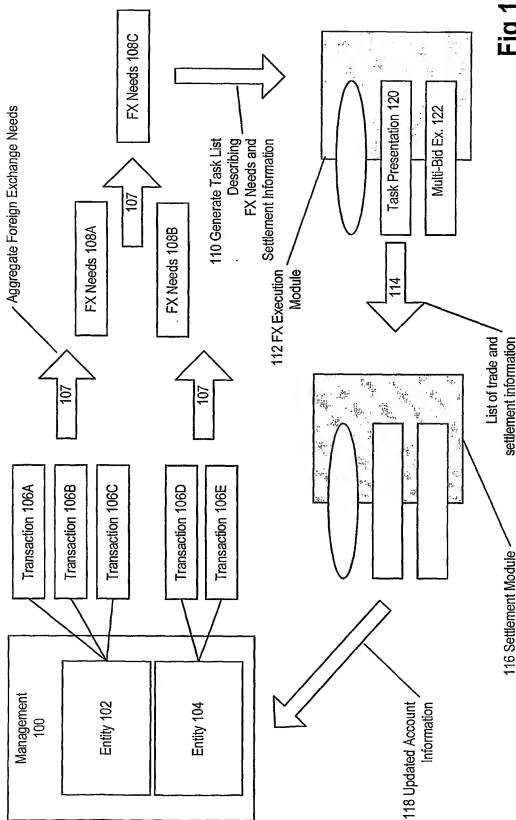 Management
100
Entity 102
Entity 104
Transaction 106A
Transaction 106B
Transaction 106C
Transaction 106D
Transaction 106E
Aggregate Foreign Exchange Needs
107
107
FX Needs 108A
FX Needs 108B
107
FX Needs 108C
110 Generate Task List
Describing
FX Needs and
Settlement Information
112 FX Execution
Module
Task Presentation 120
Multi-Bid Ex. 122
114
List of trade and
settlement information
116 Settlement Module
118 Updated Account
Information
Fig 1